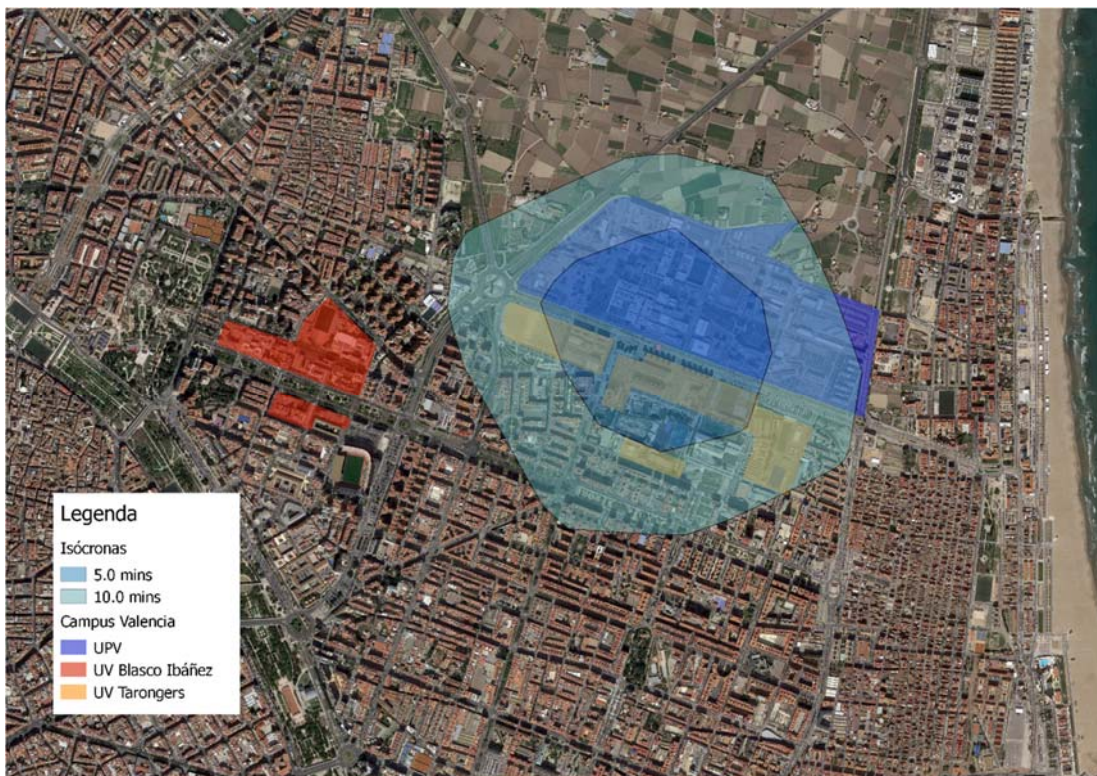 Legenda
Isócronas
5.0 mins
10.0 mins
Campus Valencia
UPV
UV Blasco Ibáñez
UV Tarongers